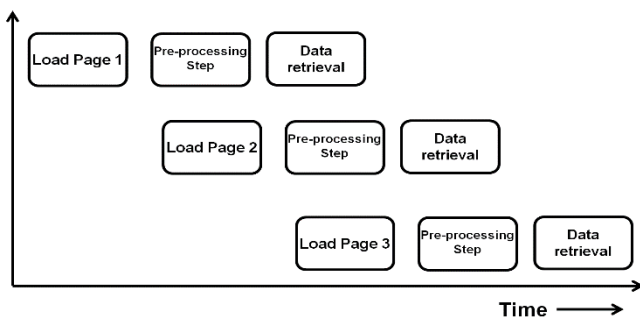 Load Page 1
Pre-processing
Step
Data
retrieval
Load Page 2
Pre-processing
Step
Data
retrieval
Load Page 3
Pre-processing
Step
Data
retrieval
Time